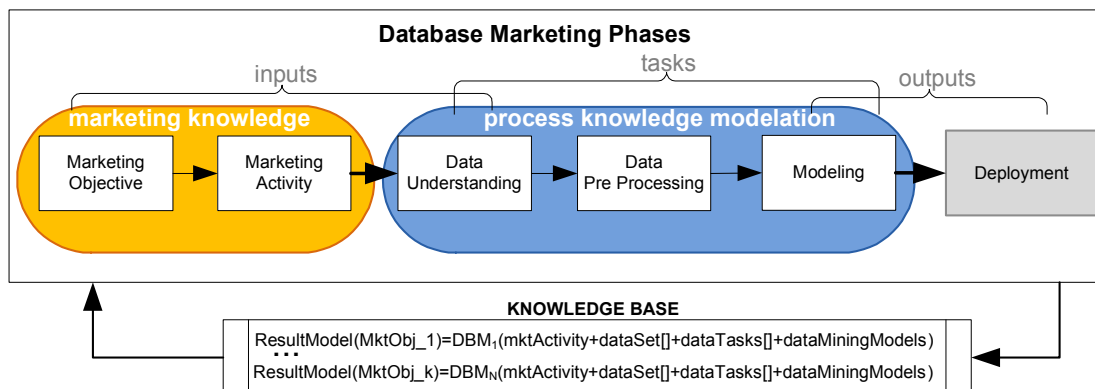 Database Marketing Phases
inputs
tasks
outputs
marketing knowledge
process knowledge modelation
Marketing
Objective
Marketing
Activity
Data
Understanding
Data
Pre Processing
Modeling
Deployment
KNOWLEDGE BASE
ResultModel(MktObj_1)=DBM₁(mktActivity+dataSet[]+dataTasks[]+dataMiningModels)
...
ResultModel(MktObj_k)=DBM_N(mktActivity+dataSet[]+dataTasks[]+dataMiningModels)